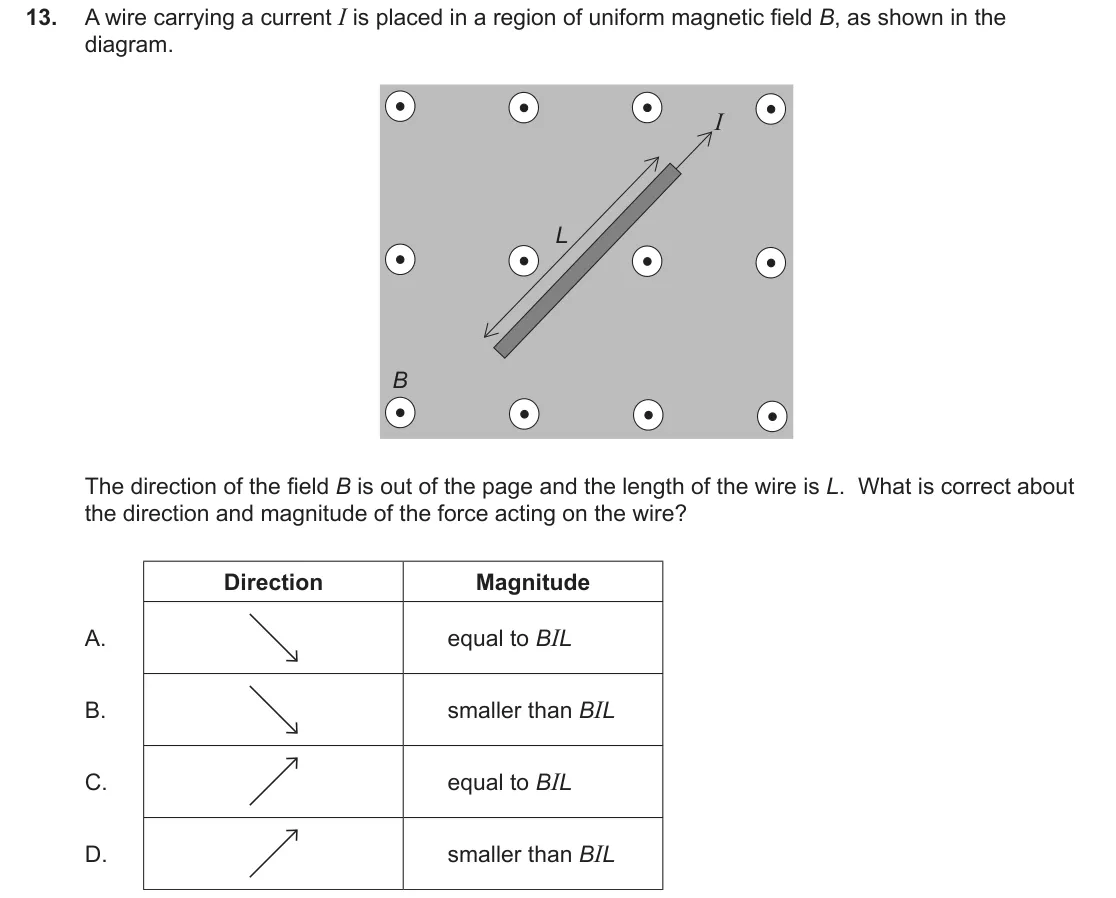 13. A wire carrying a current I is placed in a region of uniform magnetic field B, as shown in the
diagram.
I
L
B
The direction of the field B is out of the page and the length of the wire is L. What is correct about
the direction and magnitude of the force acting on the wire?
Direction Magnitude
A. equal to BIL
B. smaller than BIL
C. equal to BIL
D. smaller than BIL